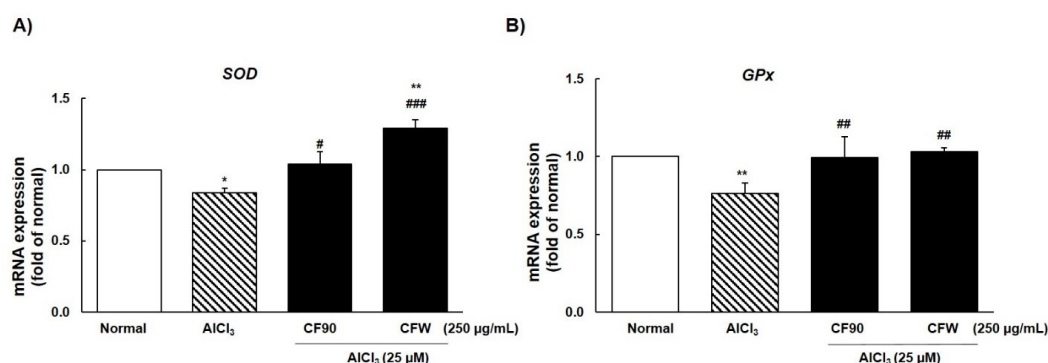 A)
SOD
mRNA expression
(fold of normal)
1.5
1.0
0.5
0.0
*
#
**
###
Normal
AlCl₃
CF90
CFW
(250 µg/mL)
AlCl₃ (25 µM)
B)
GPx
mRNA expression
(fold of normal)
1.5
1.0
0.5
0.0
**
##
##
Normal
AlCl₃
CF90
CFW
(250 µg/mL)
AlCl₃ (25 µM)